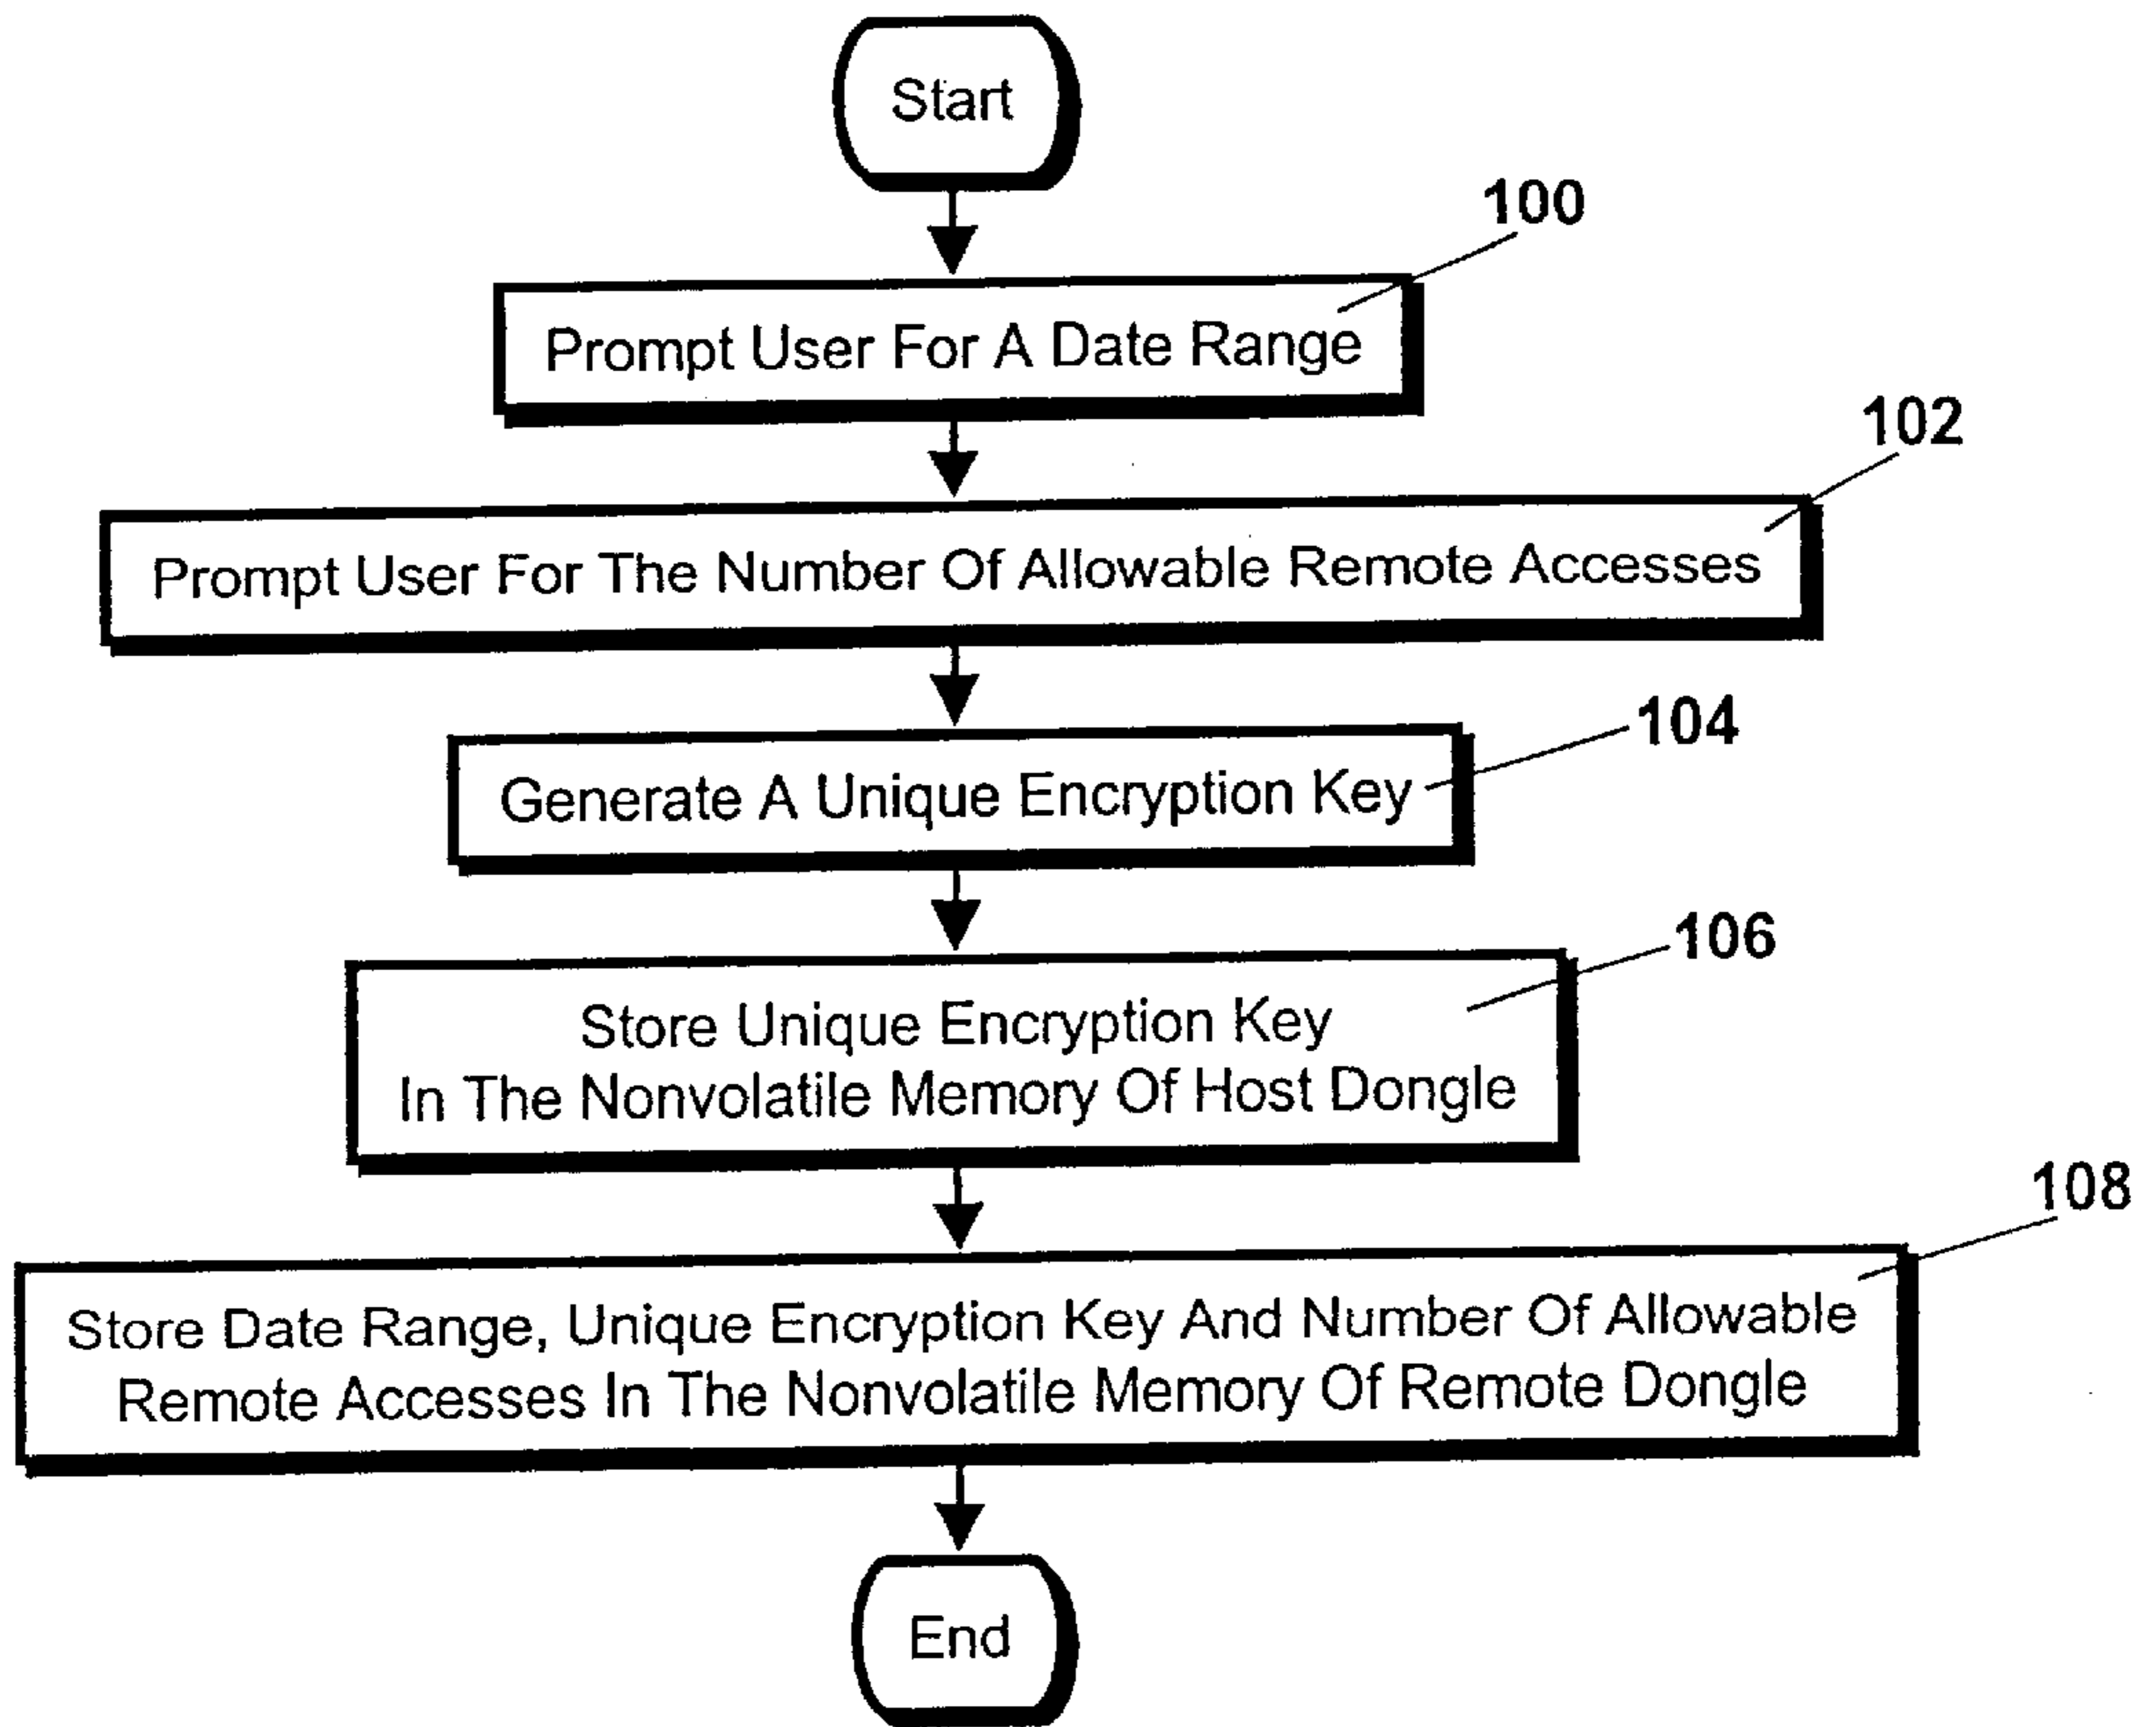 Start
100
Prompt User For A Date Range
102
Prompt User For The Number Of Allowable Remote Accesses
104
Generate A Unique Encryption Key
106
Store Unique Encryption Key
In The Nonvolatile Memory Of Host Dongle
108
Store Date Range, Unique Encryption Key And Number Of Allowable
Remote Accesses In The Nonvolatile Memory Of Remote Dongle
End